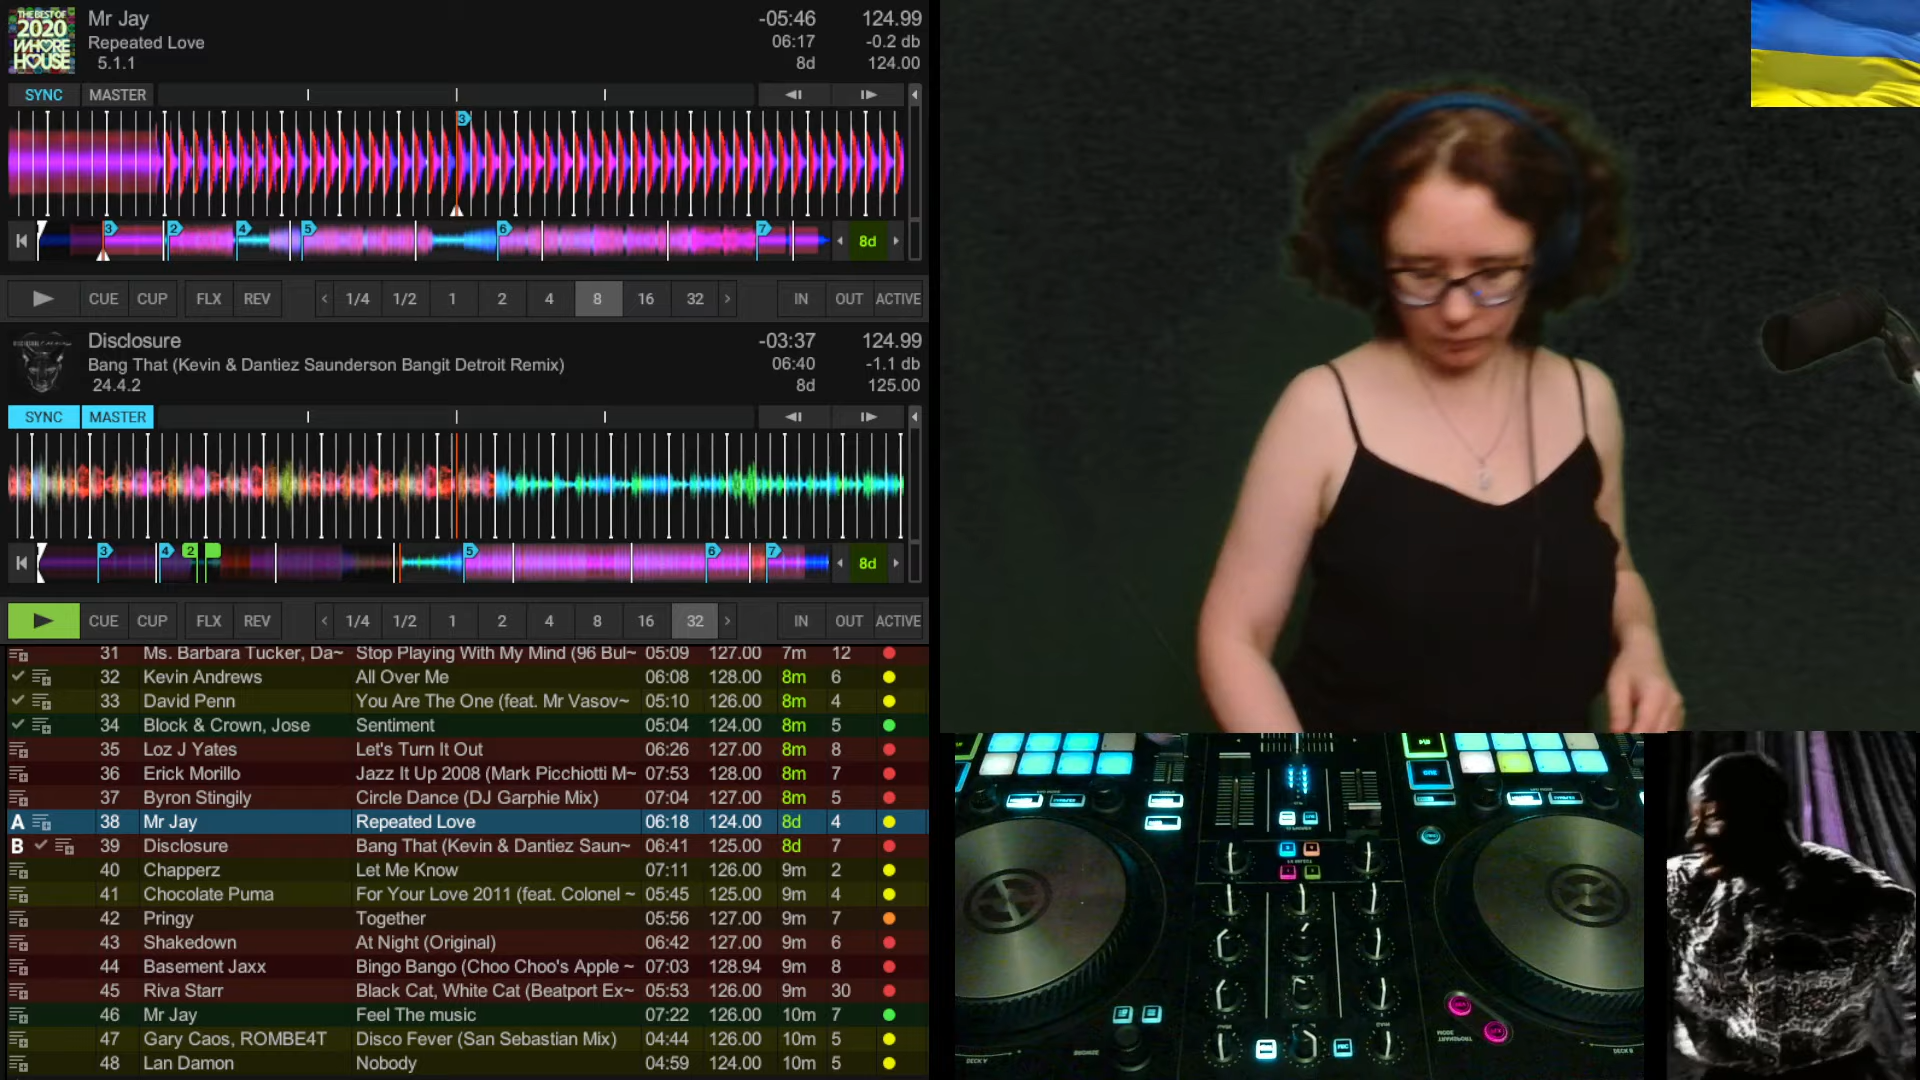 THE BEST OF
2020
WHORE
HOUSE
Mr Jay
Repeated Love
5.1.1
-05:46 124.99
06:17 -0.2 db
8d 124.00
SYNC MASTER
3
3 2 4 5 6 7
8d
CUE CUP FLX REV 1/4 1/2 1 2 4 8 16 32 IN OUT ACTIVE
Disclosure
Bang That (Kevin & Dantiez Saunderson Bangit Detroit Remix)
24.4.2
-03:37 124.99
06:40 -1.1 db
8d 125.00
SYNC MASTER
3 4 2 5 6 7
8d
CUE CUP FLX REV 1/4 1/2 1 2 4 8 16 32 IN OUT ACTIVE
31 Ms. Barbara Tucker, Da~ Stop Playing With My Mind (96 Bul~ 05:09 127.00 7m 12
32 Kevin Andrews All Over Me 06:08 128.00 8m 6
33 David Penn You Are The One (feat. Mr Vasov~ 05:10 126.00 8m 4
34 Block & Crown, Jose Sentiment 05:04 124.00 8m 5
35 Loz J Yates Let's Turn It Out 06:26 127.00 8m 8
36 Erick Morillo Jazz It Up 2008 (Mark Picchiotti M~ 07:53 128.00 8m 7
37 Byron Stingily Circle Dance (DJ Garphie Mix) 07:04 127.00 8m 5
A 38 Mr Jay Repeated Love 06:18 124.00 8d 4
B 39 Disclosure Bang That (Kevin & Dantiez Saun~ 06:41 125.00 8d 7
40 Chapperz Let Me Know 07:11 126.00 9m 2
41 Chocolate Puma For Your Love 2011 (feat. Colonel ~ 05:45 125.00 9m 4
42 Pringy Together 05:56 127.00 9m 7
43 Shakedown At Night (Original) 06:42 127.00 9m 6
44 Basement Jaxx Bingo Bango (Choo Choo's Apple ~ 07:03 128.94 9m 8
45 Riva Starr Black Cat, White Cat (Beatport Ex~ 05:53 126.00 9m 30
46 Mr Jay Feel The music 07:22 126.00 10m 7
47 Gary Caos, ROMBE4T Disco Fever (San Sebastian Mix) 04:44 126.00 10m 5
48 Lan Damon Nobody 04:59 124.00 10m 5